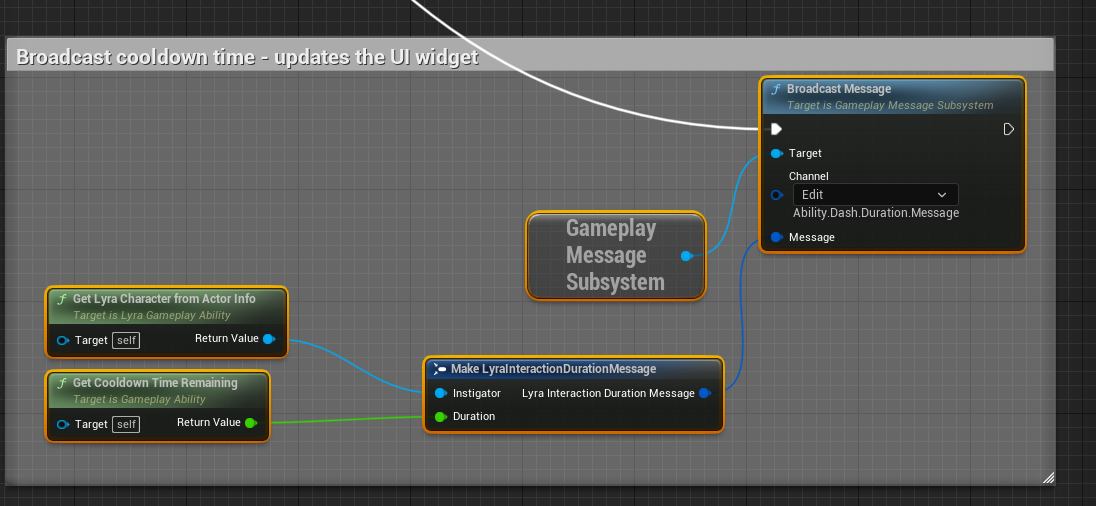 Broadcast cooldown time - updates the UI widget
Broadcast Message
Target is Gameplay Message Subsystem
Target
Channel
Edit
Ability.Dash.Duration.Message
Message
Gameplay
Message
Subsystem
Get Lyra Character from Actor Info
Target is Lyra Gameplay Ability
Target self Return Value
Get Cooldown Time Remaining
Target is Gameplay Ability
Target self Return Value
Make LyraInteractionDurationMessage
Instigator Lyra Interaction Duration Message
Duration